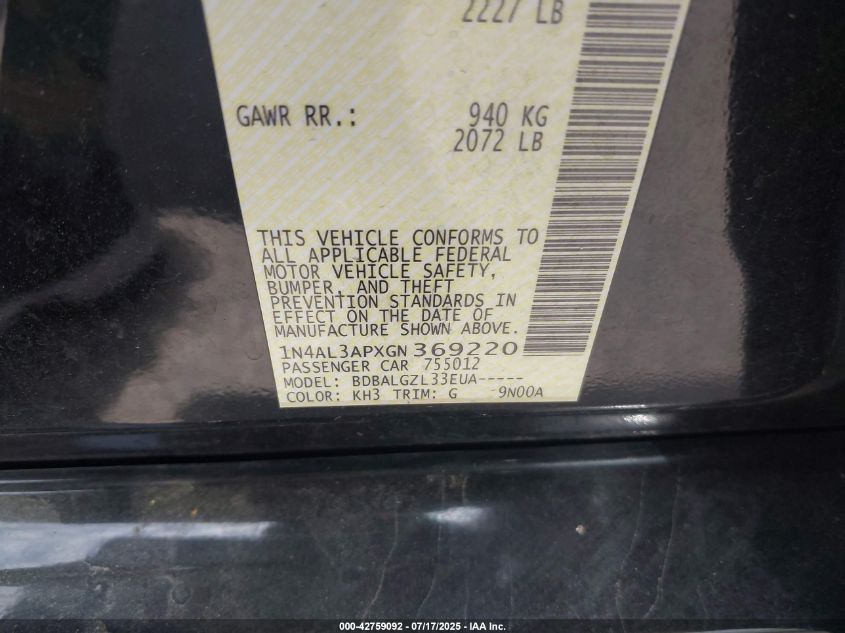 2227 LB
GAWR RR.: 940 KG
2072 LB
THIS VEHICLE CONFORMS TO
ALL APPLICABLE FEDERAL
MOTOR VEHICLE SAFETY,
BUMPER, AND THEFT
PREVENTION STANDARDS IN
EFFECT ON THE DATE OF
MANUFACTURE SHOWN ABOVE.
1N4AL3APXGN369220
PASSENGER CAR 755012
MODEL: BDBALGZL33EUA-----
COLOR: KH3 TRIM: G 9N00A
000-42759092 - 07/17/2025 - IAA Inc.